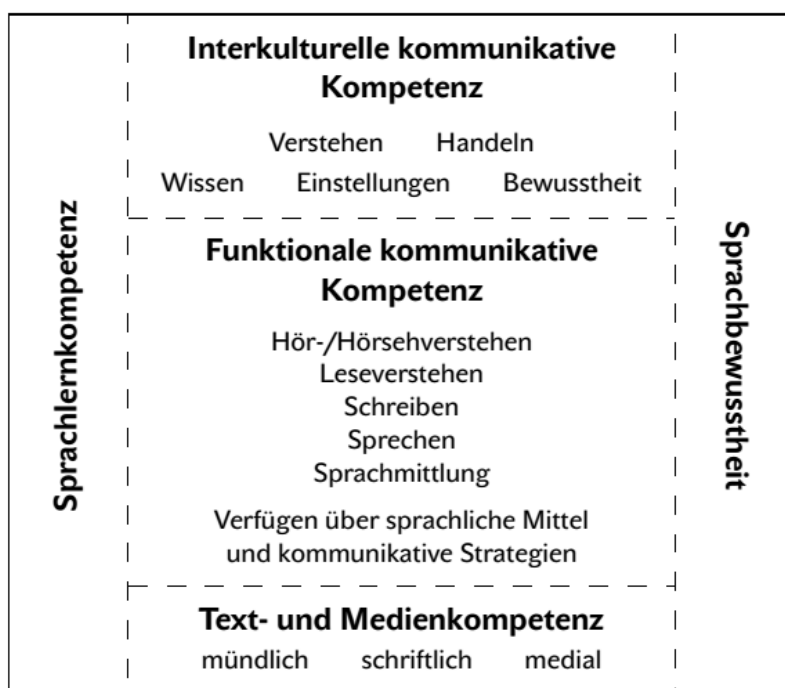 Sprachlernkompetenz
Interkulturelle kommunikative
Kompetenz
Verstehen Handeln
Wissen Einstellungen Bewusstheit
Funktionale kommunikative
Kompetenz
Hör-/Hörsehverstehen
Leseverstehen
Schreiben
Sprechen
Sprachmittlung
Verfügen über sprachliche Mittel
und kommunikative Strategien
Text- und Medienkompetenz
mündlich schriftlich medial
Sprachbewusstheit